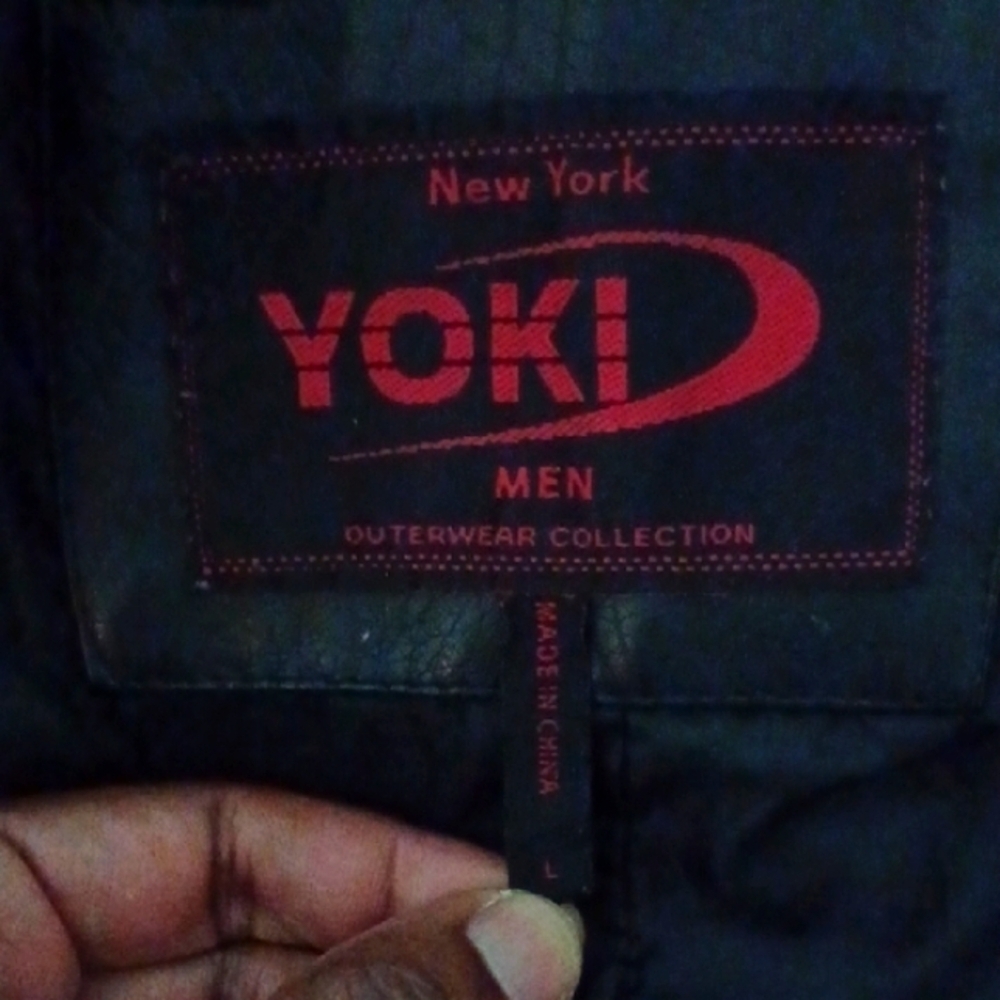 New York
YOKI
MEN
OUTERWEAR COLLECTION
MADE IN CHINA
L